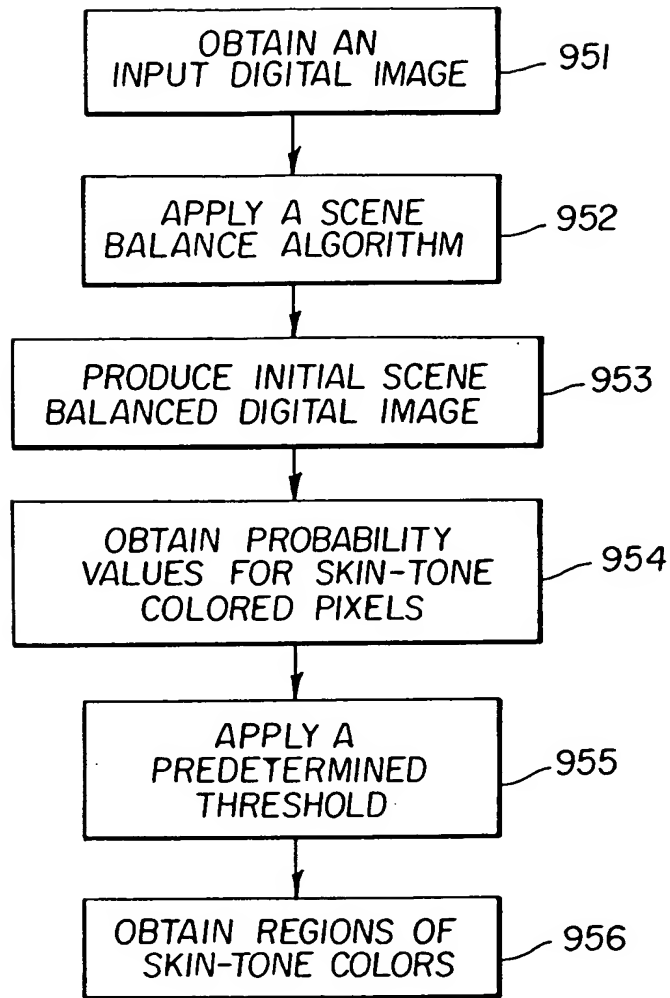 OBTAIN AN
INPUT DIGITAL IMAGE
951
APPLY A SCENE
BALANCE ALGORITHM
952
PRODUCE INITIAL SCENE
BALANCED DIGITAL IMAGE
953
OBTAIN PROBABILITY
VALUES FOR SKIN-TONE
COLORED PIXELS
954
APPLY A
PREDETERMINED
THRESHOLD
955
OBTAIN REGIONS OF
SKIN-TONE COLORS
956